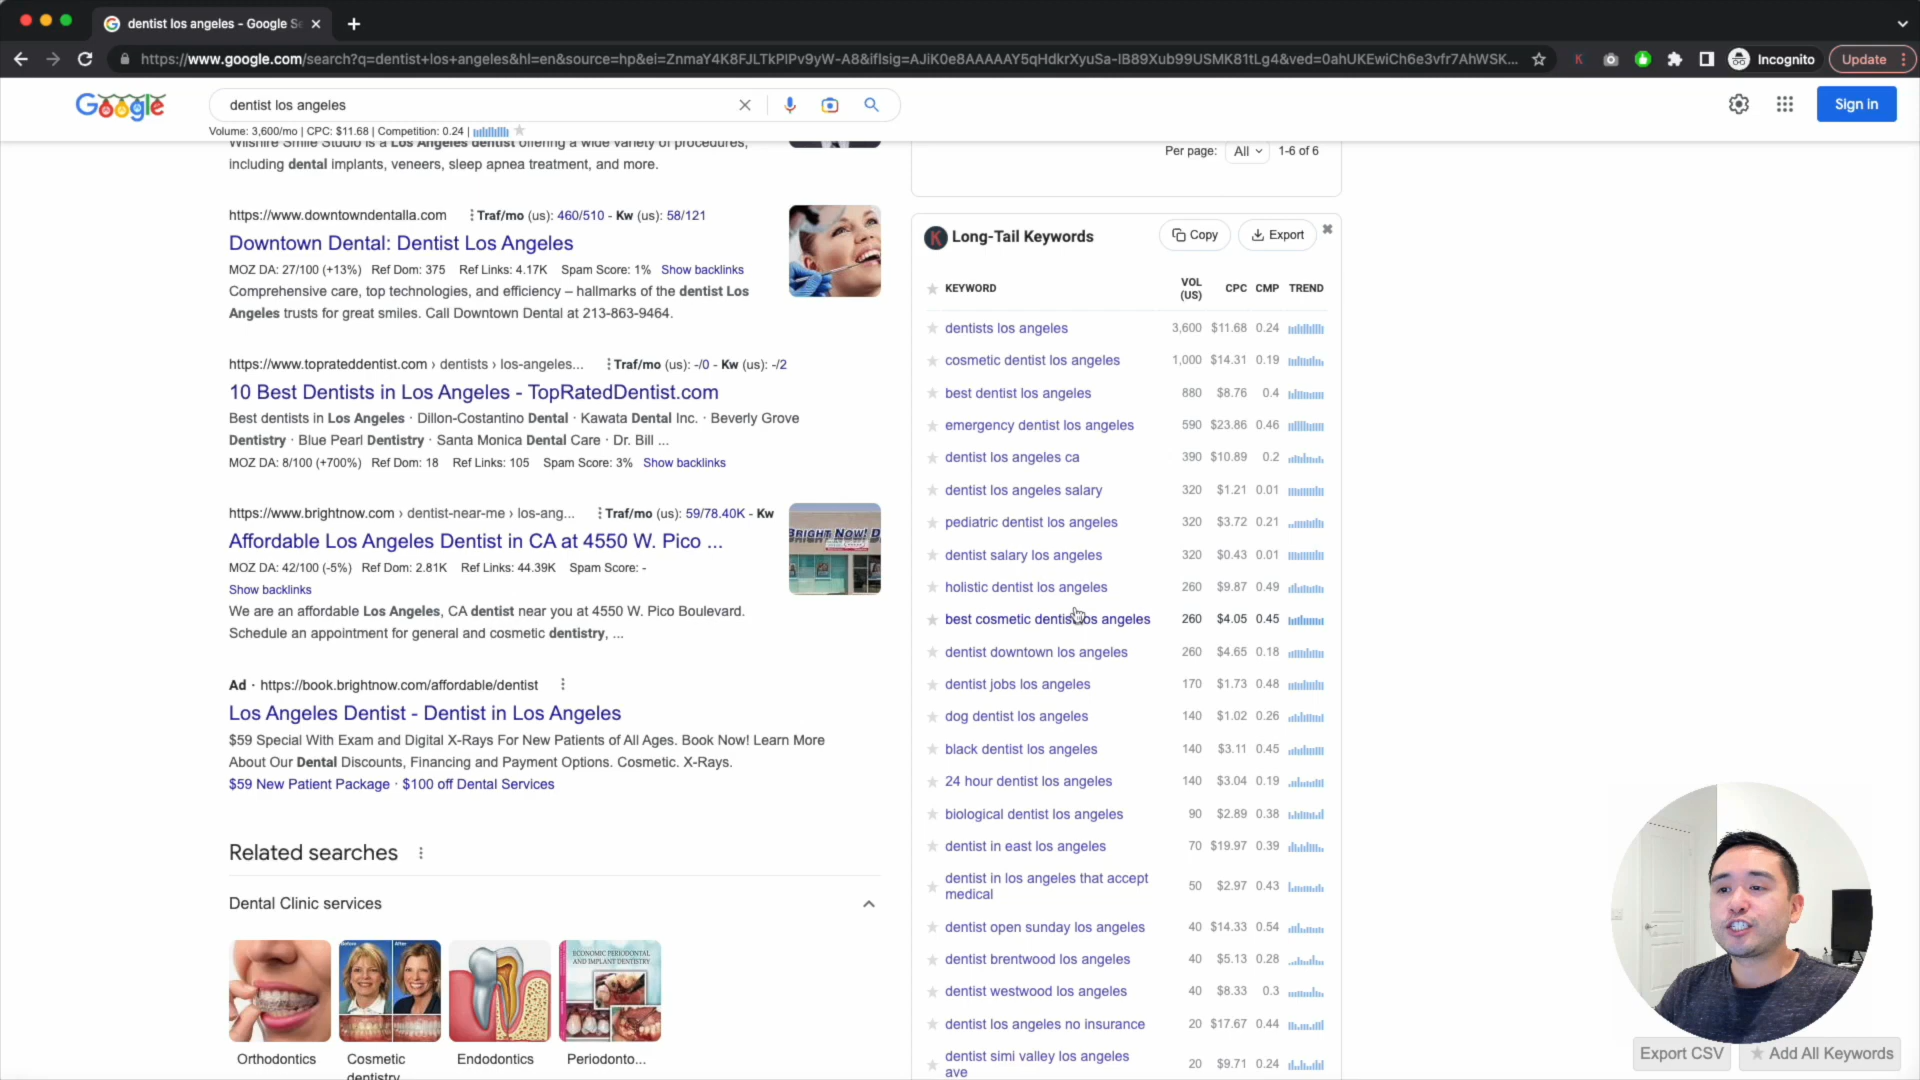 dentist los angeles - Google Se
https://www.google.com/search?q=dentist+los+angeles&hl=en&source=hp&ei=ZnmaY4K8FJLTkPIPv9yW-A8&iflsig=AJiK0e8AAAAAY5qHdkrXyuSa-IB89Xub99USMK81tLg4&ved=0ahUKEwiCh6e3vfr7AhWSK...
K
Incognito
Update
Google
dentist los angeles
Sign in
Volume: 3,600/mo | CPC: $11.68 | Competition: 0.24 |
Wilshire Smile Studio is a Los Angeles dentist offering a wide variety of procedures,
including dental implants, veneers, sleep apnea treatment, and more.
https://www.downtowndentalla.com Traf/mo (us): 460/510 - Kw (us): 58/121
Downtown Dental: Dentist Los Angeles
MOZ DA: 27/100 (+13%) Ref Dom: 375 Ref Links: 4.17K Spam Score: 1% Show backlinks
Comprehensive care, top technologies, and efficiency – hallmarks of the dentist Los
Angeles trusts for great smiles. Call Downtown Dental at 213-863-9464.
https://www.toprateddentist.com › dentists › los-angeles... Traf/mo (us): -/0 - Kw (us): -/2
10 Best Dentists in Los Angeles - TopRatedDentist.com
Best dentists in Los Angeles · Dillon-Costantino Dental · Kawata Dental Inc. · Beverly Grove
Dentistry · Blue Pearl Dentistry · Santa Monica Dental Care · Dr. Bill ...
MOZ DA: 8/100 (+700%) Ref Dom: 18 Ref Links: 105 Spam Score: 3% Show backlinks
https://www.brightnow.com › dentist-near-me › los-ang... Traf/mo (us): 59/78.40K - Kw
Affordable Los Angeles Dentist in CA at 4550 W. Pico ...
BRIGHT NOW! D
MOZ DA: 42/100 (-5%) Ref Dom: 2.81K Ref Links: 44.39K Spam Score: -
Show backlinks
We are an affordable Los Angeles, CA dentist near you at 4550 W. Pico Boulevard.
Schedule an appointment for general and cosmetic dentistry, ...
Ad · https://book.brightnow.com/affordable/dentist
Los Angeles Dentist - Dentist in Los Angeles
$59 Special With Exam and Digital X-Rays For New Patients of All Ages. Book Now! Learn More
About Our Dental Discounts, Financing and Payment Options. Cosmetic. X-Rays.
$59 New Patient Package · $100 off Dental Services
Related searches
Dental Clinic services
Before After
ECONOMIC PERIODONTAL
AND IMPLANT DENTISTRY
Orthodontics
Cosmetic
dentistry
Endodontics
Periodonto...
Per page: All 1-6 of 6
K Long-Tail Keywords Copy Export
KEYWORD VOL (US) CPC CMP TREND
dentists los angeles 3,600 $11.68 0.24
cosmetic dentist los angeles 1,000 $14.31 0.19
best dentist los angeles 880 $8.76 0.4
emergency dentist los angeles 590 $23.86 0.46
dentist los angeles ca 390 $10.89 0.2
dentist los angeles salary 320 $1.21 0.01
pediatric dentist los angeles 320 $3.72 0.21
dentist salary los angeles 320 $0.43 0.01
holistic dentist los angeles 260 $9.87 0.49
best cosmetic dentist los angeles 260 $4.05 0.45
dentist downtown los angeles 260 $4.65 0.18
dentist jobs los angeles 170 $1.73 0.48
dog dentist los angeles 140 $1.02 0.26
black dentist los angeles 140 $3.11 0.45
24 hour dentist los angeles 140 $3.04 0.19
biological dentist los angeles 90 $2.89 0.38
dentist in east los angeles 70 $19.97 0.39
dentist in los angeles that accept
medical 50 $2.97 0.43
dentist open sunday los angeles 40 $14.33 0.54
dentist brentwood los angeles 40 $5.13 0.28
dentist westwood los angeles 40 $8.33 0.3
dentist los angeles no insurance 20 $17.67 0.44
dentist simi valley los angeles
ave 20 $9.71 0.24
Export CSV
Add All Keywords